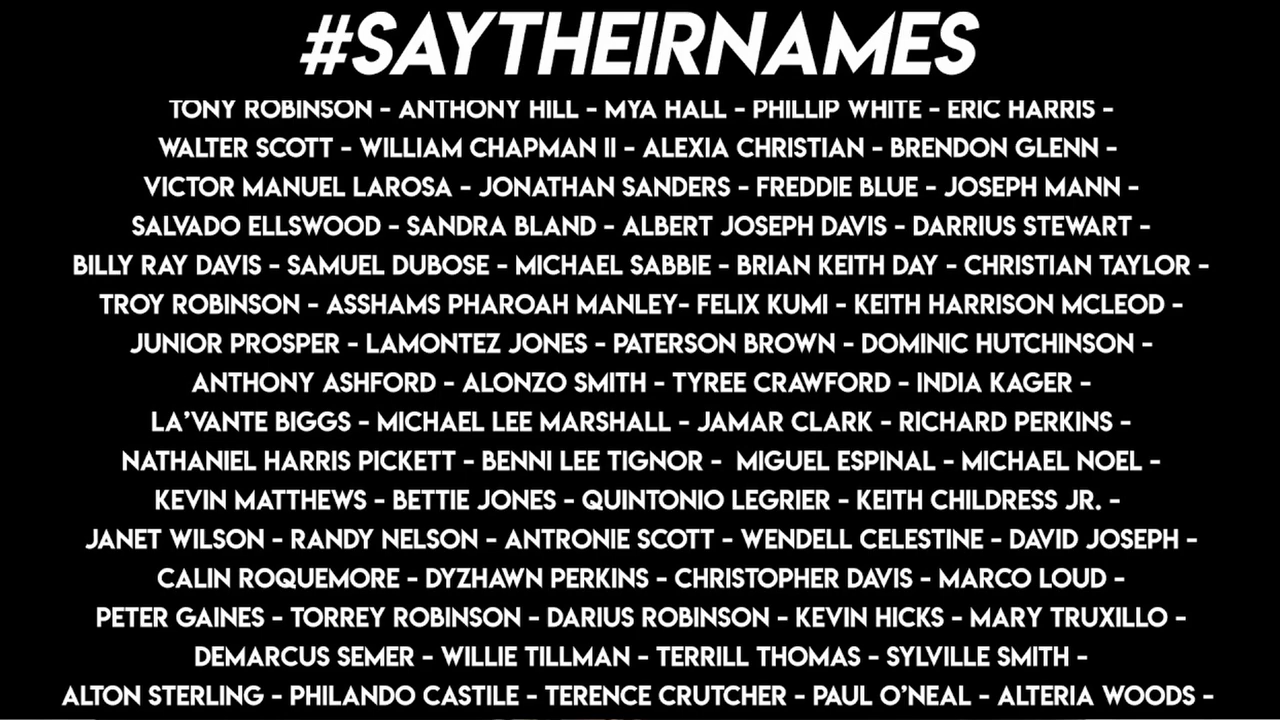 #SAYTHEIRNAMES
TONY ROBINSON - ANTHONY HILL - MYA HALL - PHILLIP WHITE - ERIC HARRIS -
WALTER SCOTT - WILLIAM CHAPMAN II - ALEXIA CHRISTIAN - BRENDON GLENN -
VICTOR MANUEL LAROSA - JONATHAN SANDERS - FREDDIE BLUE - JOSEPH MANN -
SALVADO ELLSWOOD - SANDRA BLAND - ALBERT JOSEPH DAVIS - DARRIUS STEWART -
BILLY RAY DAVIS - SAMUEL DUBOSE - MICHAEL SABBIE - BRIAN KEITH DAY - CHRISTIAN TAYLOR -
TROY ROBINSON - ASSHAMS PHAROAH MANLEY- FELIX KUMI - KEITH HARRISON MCLEOD -
JUNIOR PROSPER - LAMONTEZ JONES - PATERSON BROWN - DOMINIC HUTCHINSON -
ANTHONY ASHFORD - ALONZO SMITH - TYREE CRAWFORD - INDIA KAGER -
LA'VANTE BIGGS - MICHAEL LEE MARSHALL - JAMAR CLARK - RICHARD PERKINS -
NATHANIEL HARRIS PICKETT - BENNI LEE TIGNOR -  MIGUEL ESPINAL - MICHAEL NOEL -
KEVIN MATTHEWS - BETTIE JONES - QUINTONIO LEGRIER - KEITH CHILDRESS JR. -
JANET WILSON - RANDY NELSON - ANTRONIE SCOTT - WENDELL CELESTINE - DAVID JOSEPH -
CALIN ROQUEMORE - DYZHAWN PERKINS - CHRISTOPHER DAVIS - MARCO LOUD -
PETER GAINES - TORREY ROBINSON - DARIUS ROBINSON - KEVIN HICKS - MARY TRUXILLO -
DEMARCUS SEMER - WILLIE TILLMAN - TERRILL THOMAS - SYLVILLE SMITH -
ALTON STERLING - PHILANDO CASTILE - TERENCE CRUTCHER - PAUL O'NEAL - ALTERIA WOODS -